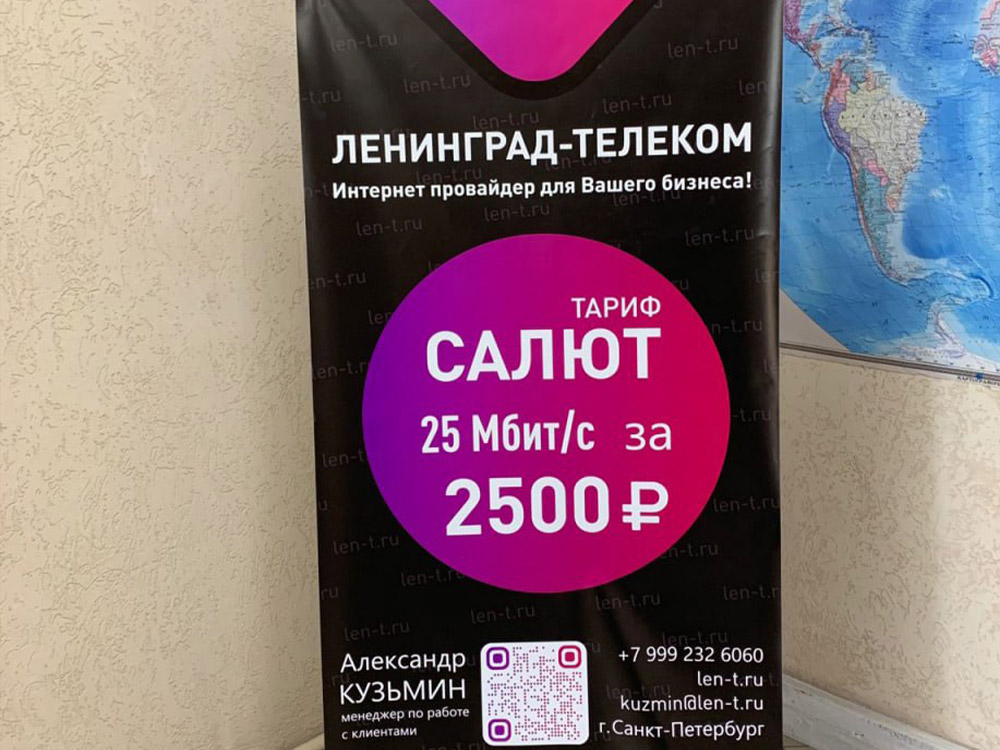 ЛЕНИНГРАД-ТЕЛЕКОМ
Интернет провайдер для Вашего бизнеса!
ТАРИФ
САЛЮТ
25 Мбит/с за
2500 ₽
Александр
КУЗЬМИН
менеджер по работе
с клиентами
+7 999 232 6060
len-t.ru
kuzmin@len-t.ru
г.Санкт-Петербург